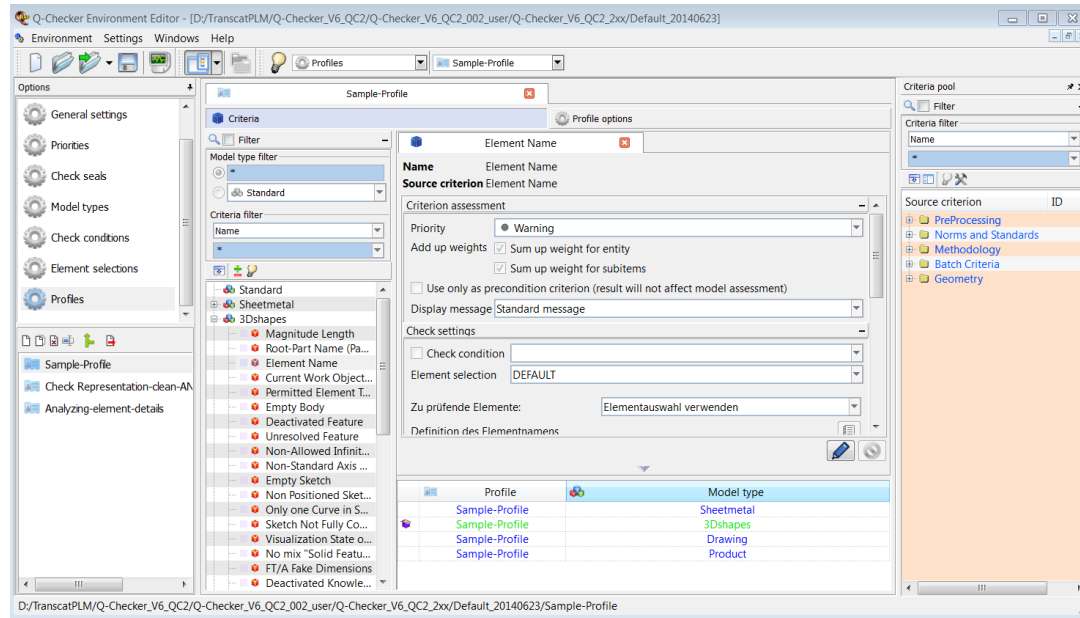 Q-Checker Environment Editor - [D:/TranscatPLM/Q-Checker_V6_QC2/Q-Checker_V6_QC2_002_user/Q-Checker_V6_QC2_2xx/Default_20140623]
Environment Settings Windows Help
Profiles Sample-Profile
Options
General settings
Priorities
Check seals
Model types
Check conditions
Element selections
Profiles
Sample-Profile
Check Representation-clean-AN
Analyzing-element-details
Sample-Profile
Criteria
Profile options
Filter
Model type filter
*
Standard
Criteria filter
Name
*
Standard
Sheetmetal
3Dshapes
Magnitude Length
Root-Part Name (Pa...
Element Name
Current Work Object...
Permitted Element T...
Empty Body
Deactivated Feature
Unresolved Feature
Non-Allowed Infinit...
Non-Standard Axis ...
Empty Sketch
Non Positioned Sket...
Only one Curve in S...
Sketch Not Fully Co...
Visualization State o...
No mix "Solid Featu...
FT/A Fake Dimensions
Deactivated Knowle...
Element Name
Name Element Name
Source criterion Element Name
Criterion assessment
Priority Warning
Add up weights Sum up weight for entity
Sum up weight for subitems
Use only as precondition criterion (result will not affect model assessment)
Display message Standard message
Check settings
Check condition
Element selection DEFAULT
Zu prüfende Elemente: Elementauswahl verwenden
Definition des Elementnamens
Profile Model type
Sample-Profile Sheetmetal
Sample-Profile 3Dshapes
Sample-Profile Drawing
Sample-Profile Product
Criteria pool
Filter
Criteria filter
Name
*
Source criterion ID
PreProcessing
Norms and Standards
Methodology
Batch Criteria
Geometry
D:/TranscatPLM/Q-Checker_V6_QC2/Q-Checker_V6_QC2_002_user/Q-Checker_V6_QC2_2xx/Default_20140623/Sample-Profile